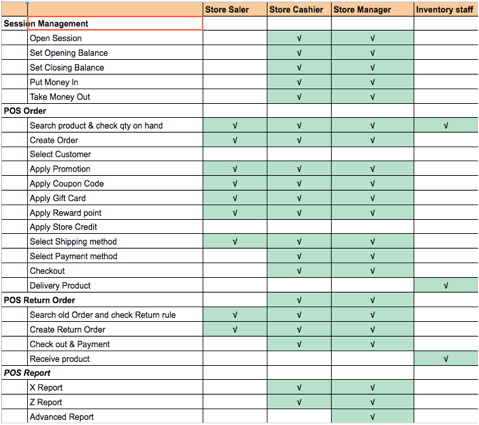 Store Saler Store Cashier Store Manager Inventory staff
Session Management
Open Session √ √
Set Opening Balance √ √
Set Closing Balance √ √
Put Money In √ √
Take Money Out √ √
POS Order
Search product & check qty on hand √ √ √ √
Create Order √ √ √
Select Customer
Apply Promotion √ √ √
Apply Coupon Code √ √ √
Apply Gift Card √ √ √
Apply Reward point √ √ √
Apply Store Credit
Select Shipping method √ √ √
Select Payment method √ √
Checkout √ √
Delivery Product √
POS Return Order √ √
Search old Order and check Return rule √ √ √
Create Return Order √ √ √
Check out & Payment √ √
Receive product √
POS Report
X Report √ √
Z Report √ √
Advanced Report √